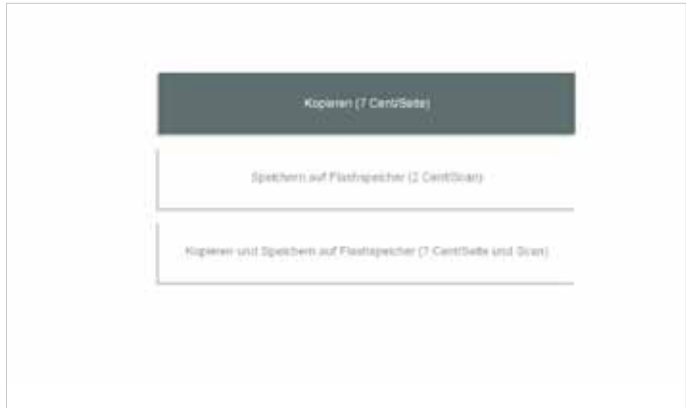 Kopieren (7 Cent/Seite)
Speichern auf Flashspeicher (2 Cent/Scan)
Kopieren und Speichern auf Flashspeicher (7 Cent/Seite und Scan)